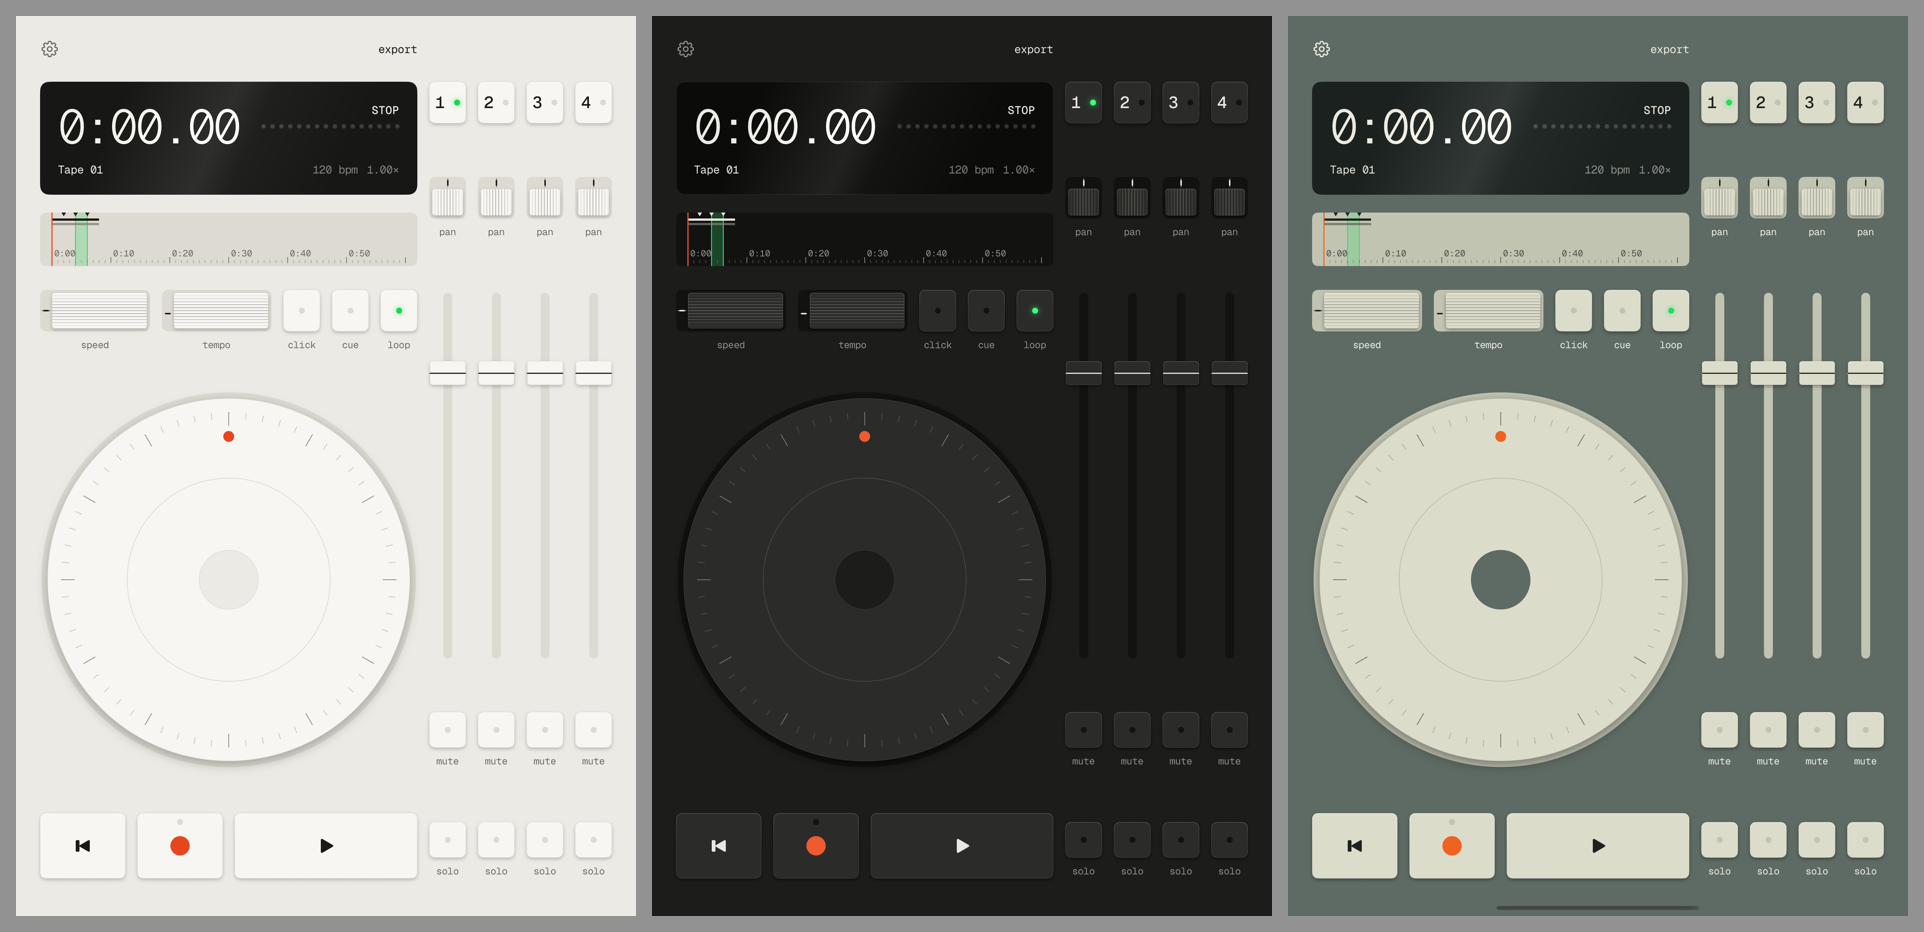 export
0:00.00
STOP
Tape 01
120 bpm 1.00×
1 2 3 4
pan pan pan pan
0:00 0:10 0:20 0:30 0:40 0:50
speed tempo click cue loop
mute mute mute mute
solo solo solo solo
export
0:00.00
STOP
Tape 01
120 bpm 1.00×
1 2 3 4
pan pan pan pan
0:00 0:10 0:20 0:30 0:40 0:50
speed tempo click cue loop
mute mute mute mute
solo solo solo solo
export
0:00.00
STOP
Tape 01
120 bpm 1.00×
1 2 3 4
pan pan pan pan
0:00 0:10 0:20 0:30 0:40 0:50
speed tempo click cue loop
mute mute mute mute
solo solo solo solo